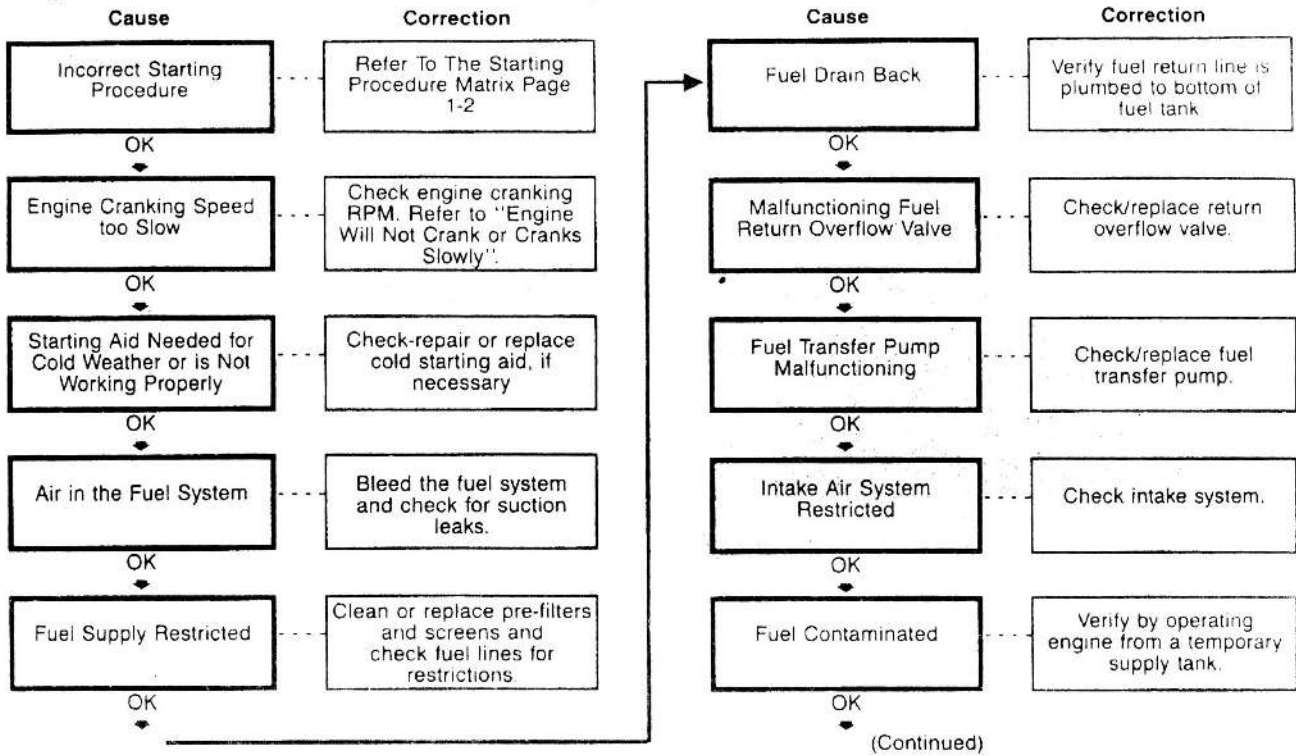 Cause
Correction
Incorrect Starting
Procedure
Refer To The Starting
Procedure Matrix Page
1-2
OK
Engine Cranking Speed
too Slow
Check engine cranking
RPM. Refer to "Engine
Will Not Crank or Cranks
Slowly".
OK
Starting Aid Needed for
Cold Weather or is Not
Working Properly
Check-repair or replace
cold starting aid, if
necessary
OK
Air in the Fuel System
Bleed the fuel system
and check for suction
leaks.
OK
Fuel Supply Restricted
Clean or replace pre-filters
and screens and
check fuel lines for
restrictions.
OK
Cause
Correction
Fuel Drain Back
Verify fuel return line is
plumbed to bottom of
fuel tank
OK
Malfunctioning Fuel
Return Overflow Valve
Check/replace return
overflow valve.
OK
Fuel Transfer Pump
Malfunctioning
Check/replace fuel
transfer pump.
OK
Intake Air System
Restricted
Check intake system.
OK
Fuel Contaminated
Verify by operating
engine from a temporary
supply tank.
OK
(Continued)